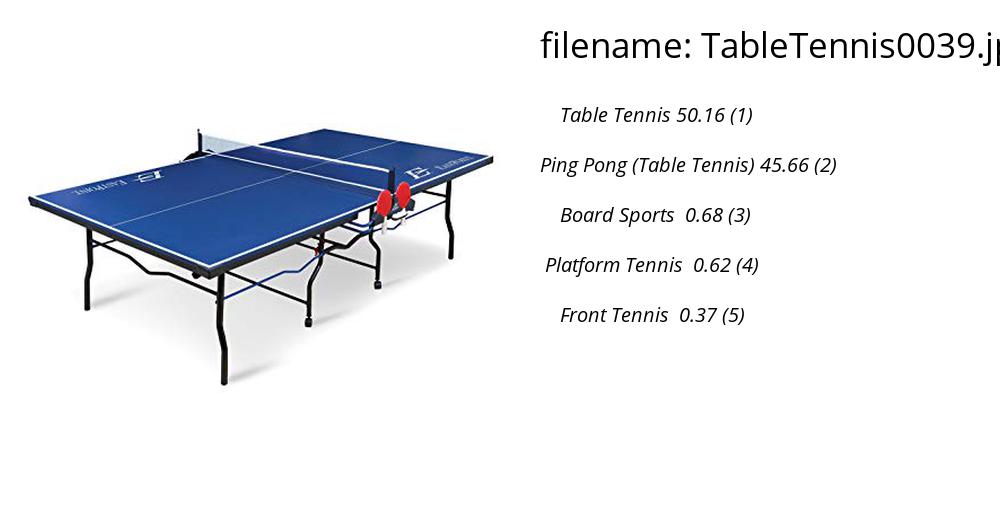 filename: TableTennis0039.jp
Table Tennis 50.16 (1)
Ping Pong (Table Tennis) 45.66 (2)
Board Sports 0.68 (3)
Platform Tennis 0.62 (4)
Front Tennis 0.37 (5)
EASTPOINT